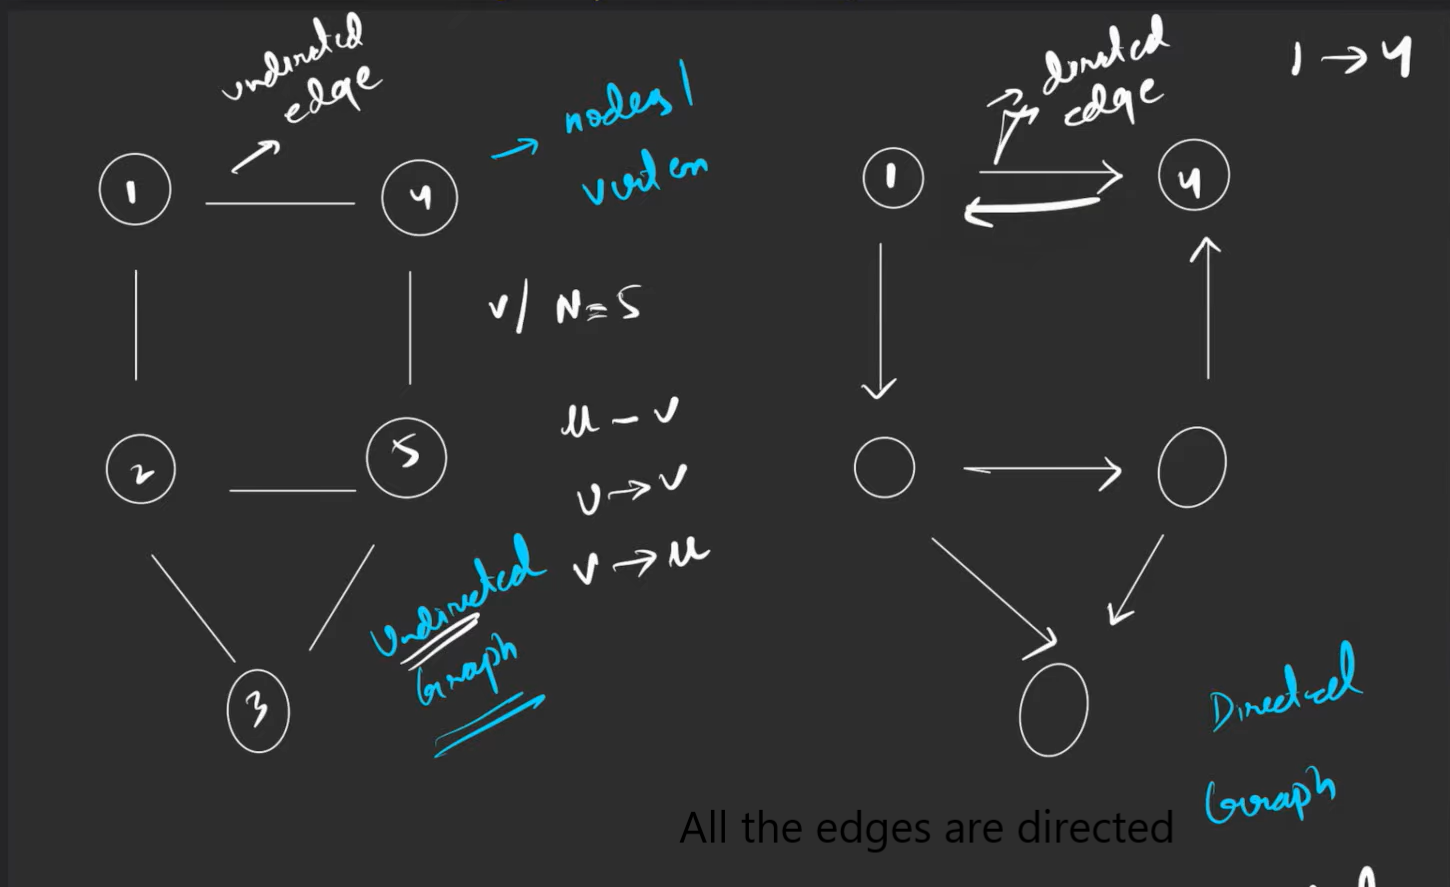 undirected
edge
1
4
→ nodes/
vertex
V/ N = 5
2
5
u - v
u → v
v → u
3
Undirected
Graph
directed
edge
1 → 4
1
4
Directed
Graph
All the edges are directed